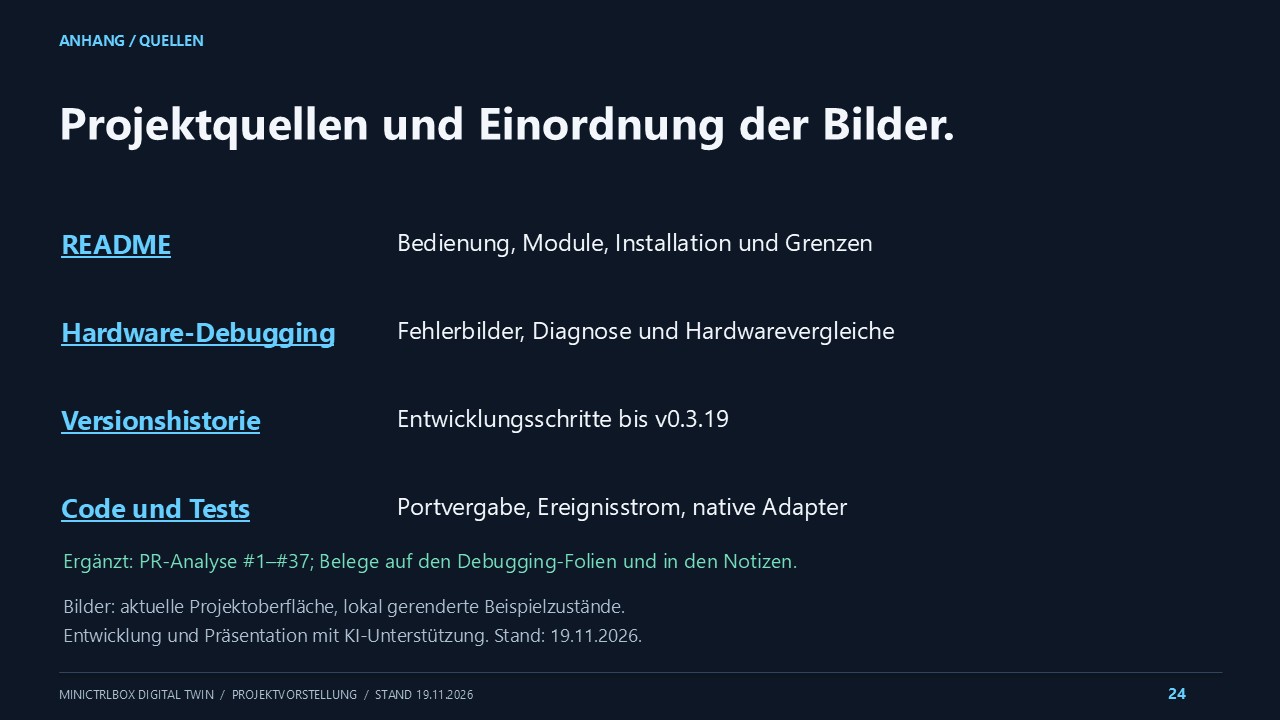 ANHANG / QUELLEN
Projektquellen und Einordnung der Bilder.
README
Bedienung, Module, Installation und Grenzen
Hardware-Debugging
Fehlerbilder, Diagnose und Hardwarevergleiche
Versionshistorie
Entwicklungsschritte bis v0.3.19
Code und Tests
Portvergabe, Ereignisstrom, native Adapter
Ergänzt: PR-Analyse #1–#37; Belege auf den Debugging-Folien und in den Notizen.
Bilder: aktuelle Projektoberfläche, lokal gerenderte Beispielzustände.
Entwicklung und Präsentation mit KI-Unterstützung. Stand: 19.11.2026.
MINICTRLBOX DIGITAL TWIN / PROJEKTVORSTELLUNG / STAND 19.11.2026
24